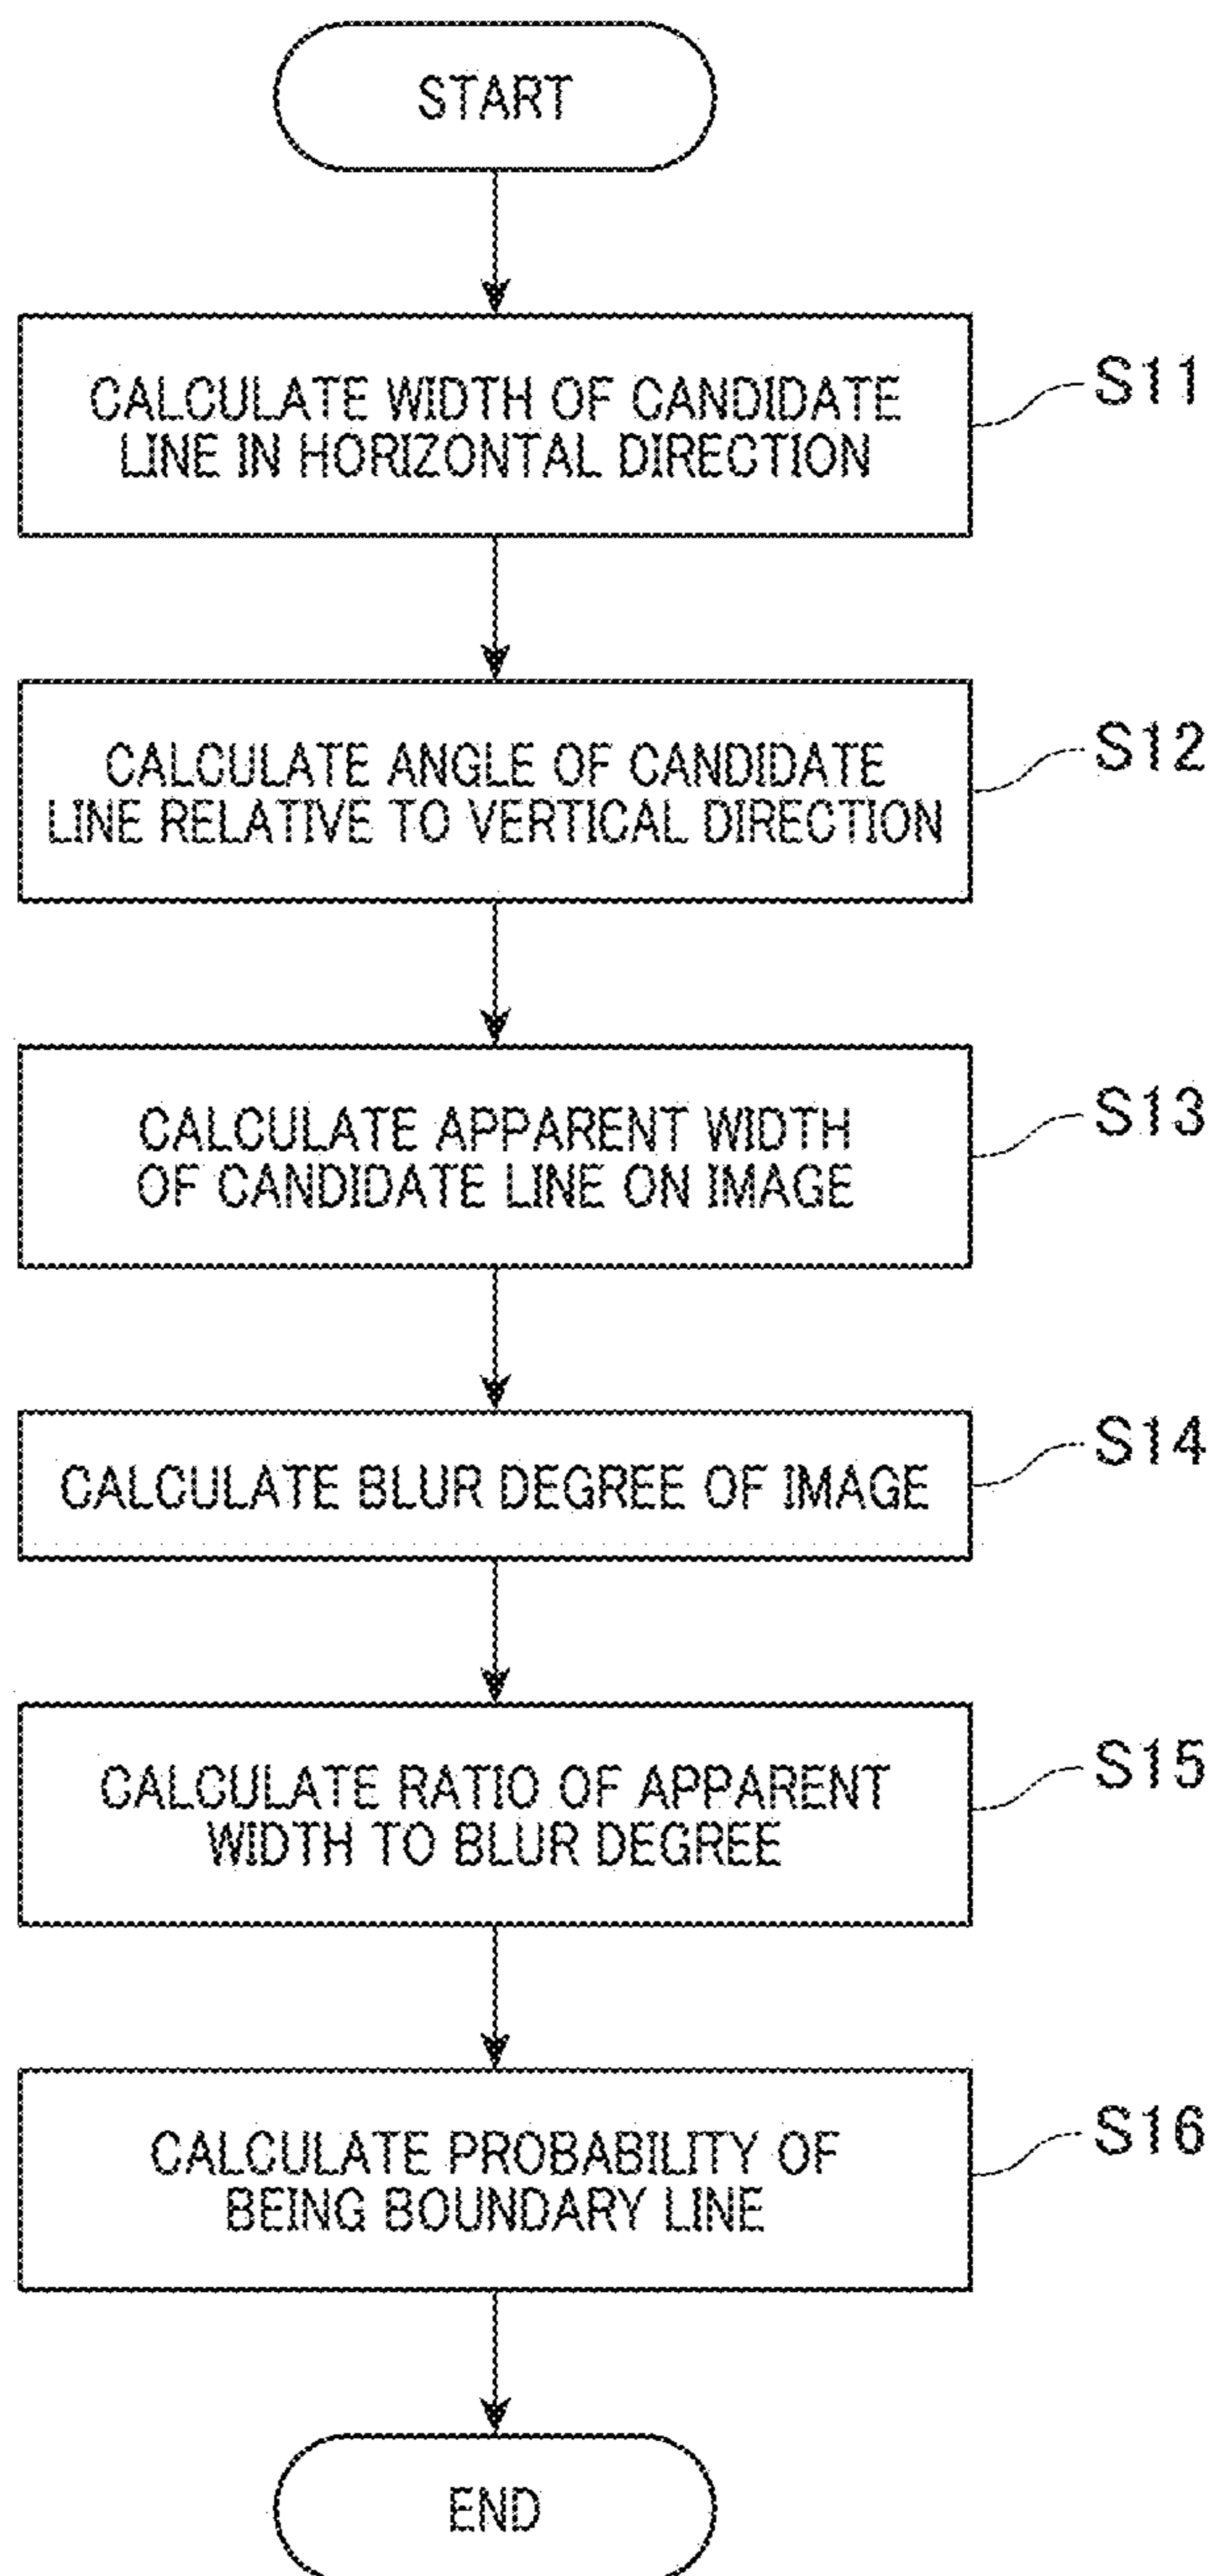 START
CALCULATE WIDTH OF CANDIDATE
LINE IN HORIZONTAL DIRECTION
S11
CALCULATE ANGLE OF CANDIDATE
LINE RELATIVE TO VERTICAL DIRECTION
S12
CALCULATE APPARENT WIDTH
OF CANDIDATE LINE ON IMAGE
S13
CALCULATE BLUR DEGREE OF IMAGE
S14
CALCULATE RATIO OF APPARENT
WIDTH TO BLUR DEGREE
S15
CALCULATE PROBABILITY OF
BEING BOUNDARY LINE
S16
END